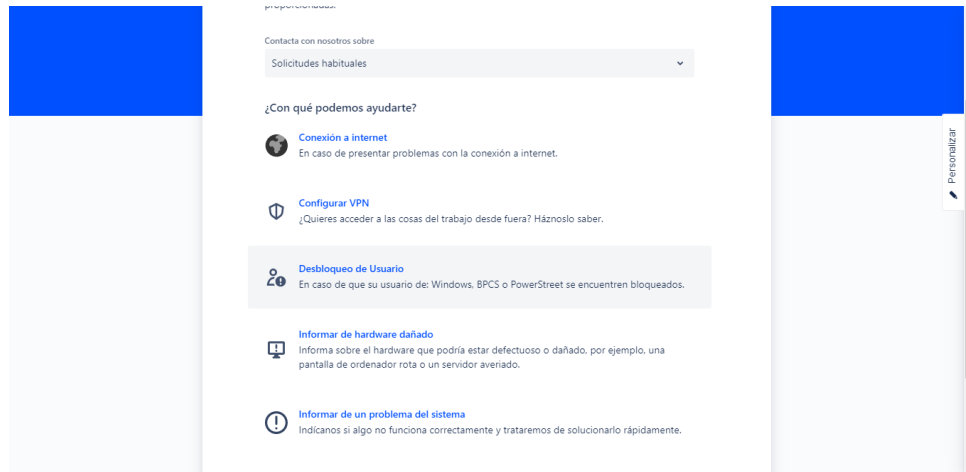 proporcionadas.
Contacta con nosotros sobre
Solicitudes habituales
¿Con qué podemos ayudarte?
Conexión a internet
En caso de presentar problemas con la conexión a internet.
Configurar VPN
¿Quieres acceder a las cosas del trabajo desde fuera? Háznoslo saber.
Desbloqueo de Usuario
En caso de que su usuario de: Windows, BPCS o PowerStreet se encuentren bloqueados.
Informar de hardware dañado
Informa sobre el hardware que podría estar defectuoso o dañado, por ejemplo, una
pantalla de ordenador rota o un servidor averiado.
Informar de un problema del sistema
Indícanos si algo no funciona correctamente y trataremos de solucionarlo rápidamente.
Personalizar